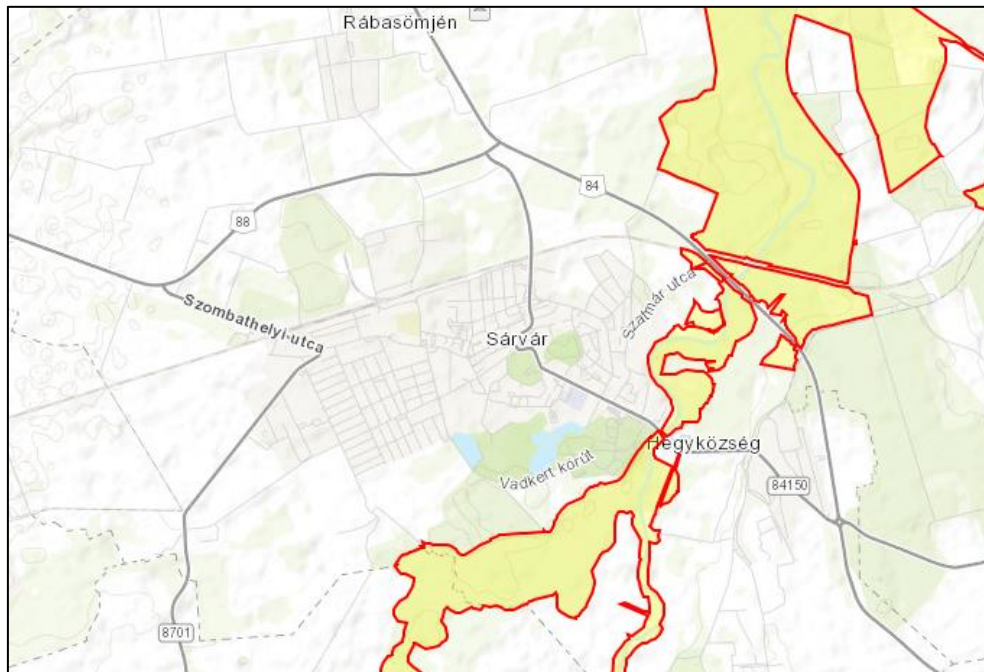 Rábasömjén
84
88
Szombathelyi-utca
Szatmár utca
Sárvár
Hegyközség
Vadkert körút
84150
8701